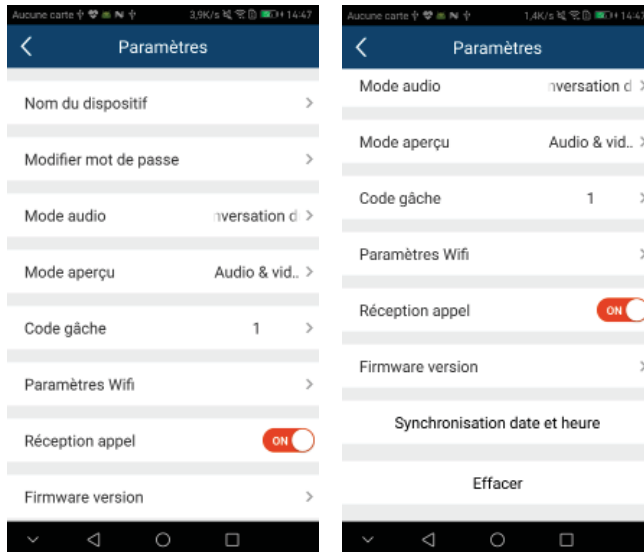 Aucune carte 3,9K/s 14:47
Paramètres
Nom du dispositif
Modifier mot de passe
Mode audio nversation d
Mode aperçu Audio & vid..
Code gâche 1
Paramètres Wifi
Réception appel ON
Firmware version
Aucune carte 1,4K/s 14:47
Paramètres
Mode audio nversation d
Mode aperçu Audio & vid..
Code gâche 1
Paramètres Wifi
Réception appel ON
Firmware version
Synchronisation date et heure
Effacer